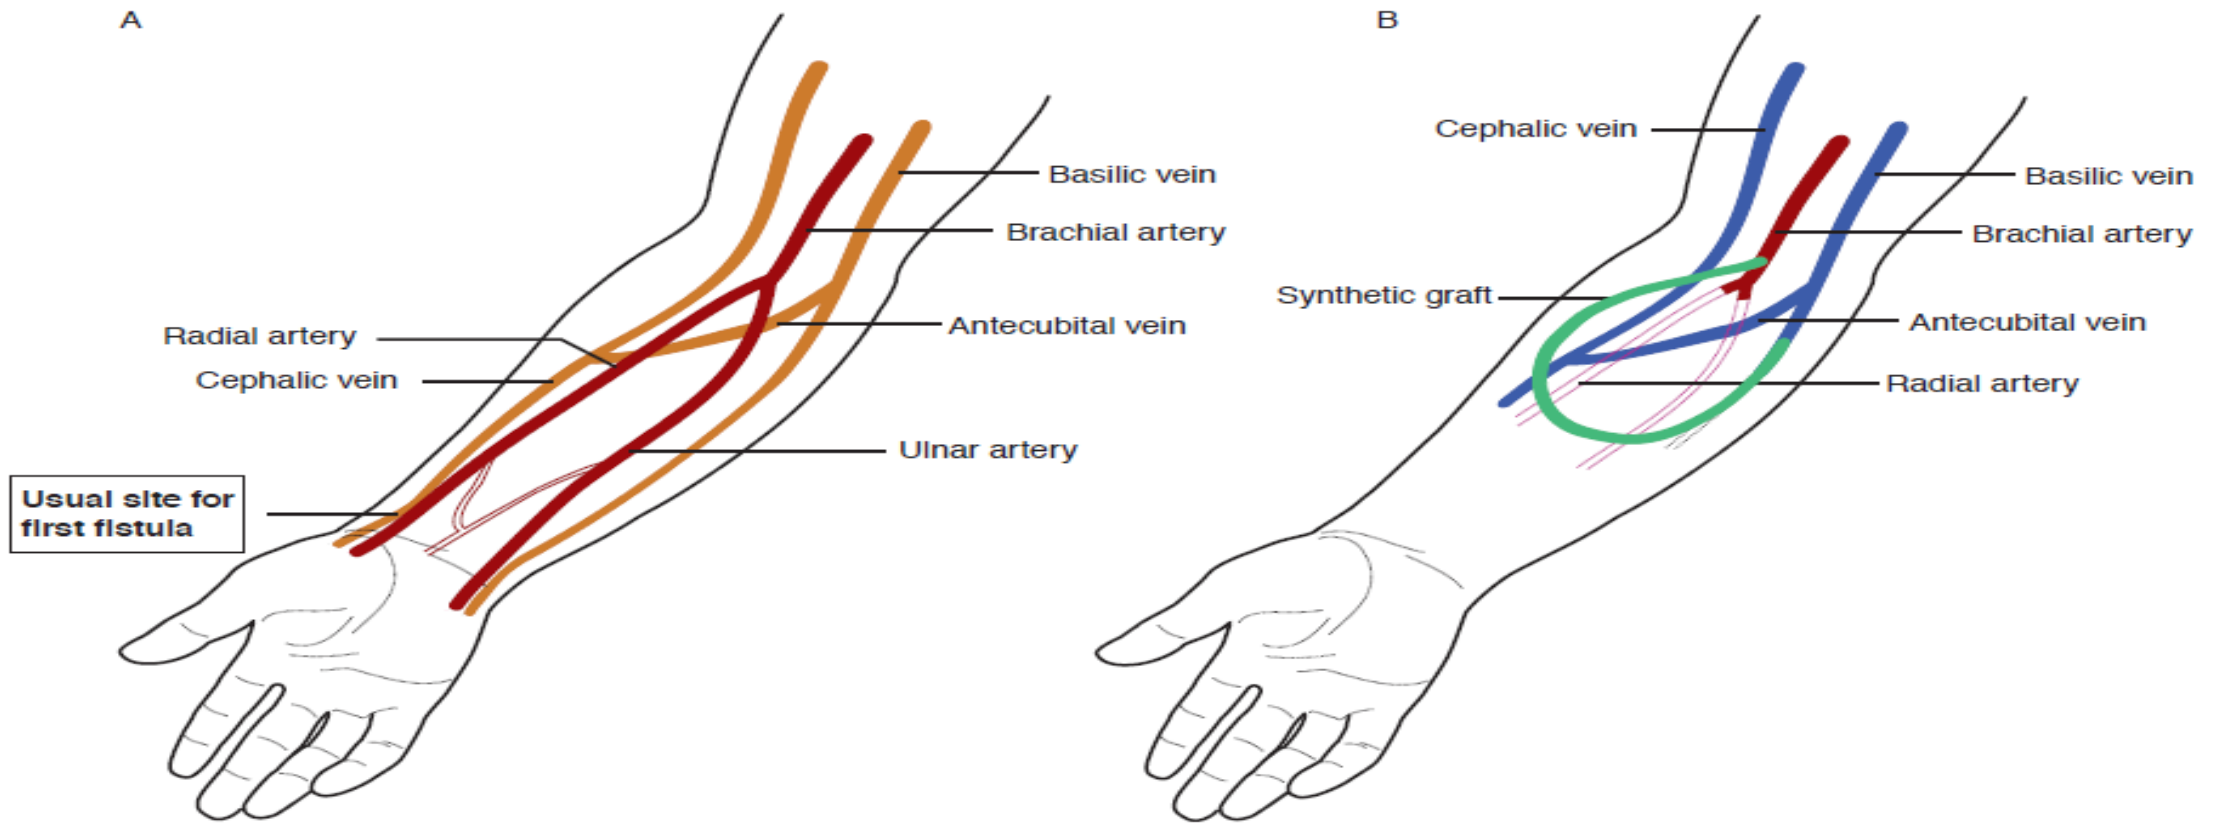 A
Basilic vein
Brachial artery
Antecubital vein
Radial artery
Cephalic vein
Ulnar artery
Usual site for
first fistula
B
Cephalic vein
Basilic vein
Brachial artery
Synthetic graft
Antecubital vein
Radial artery